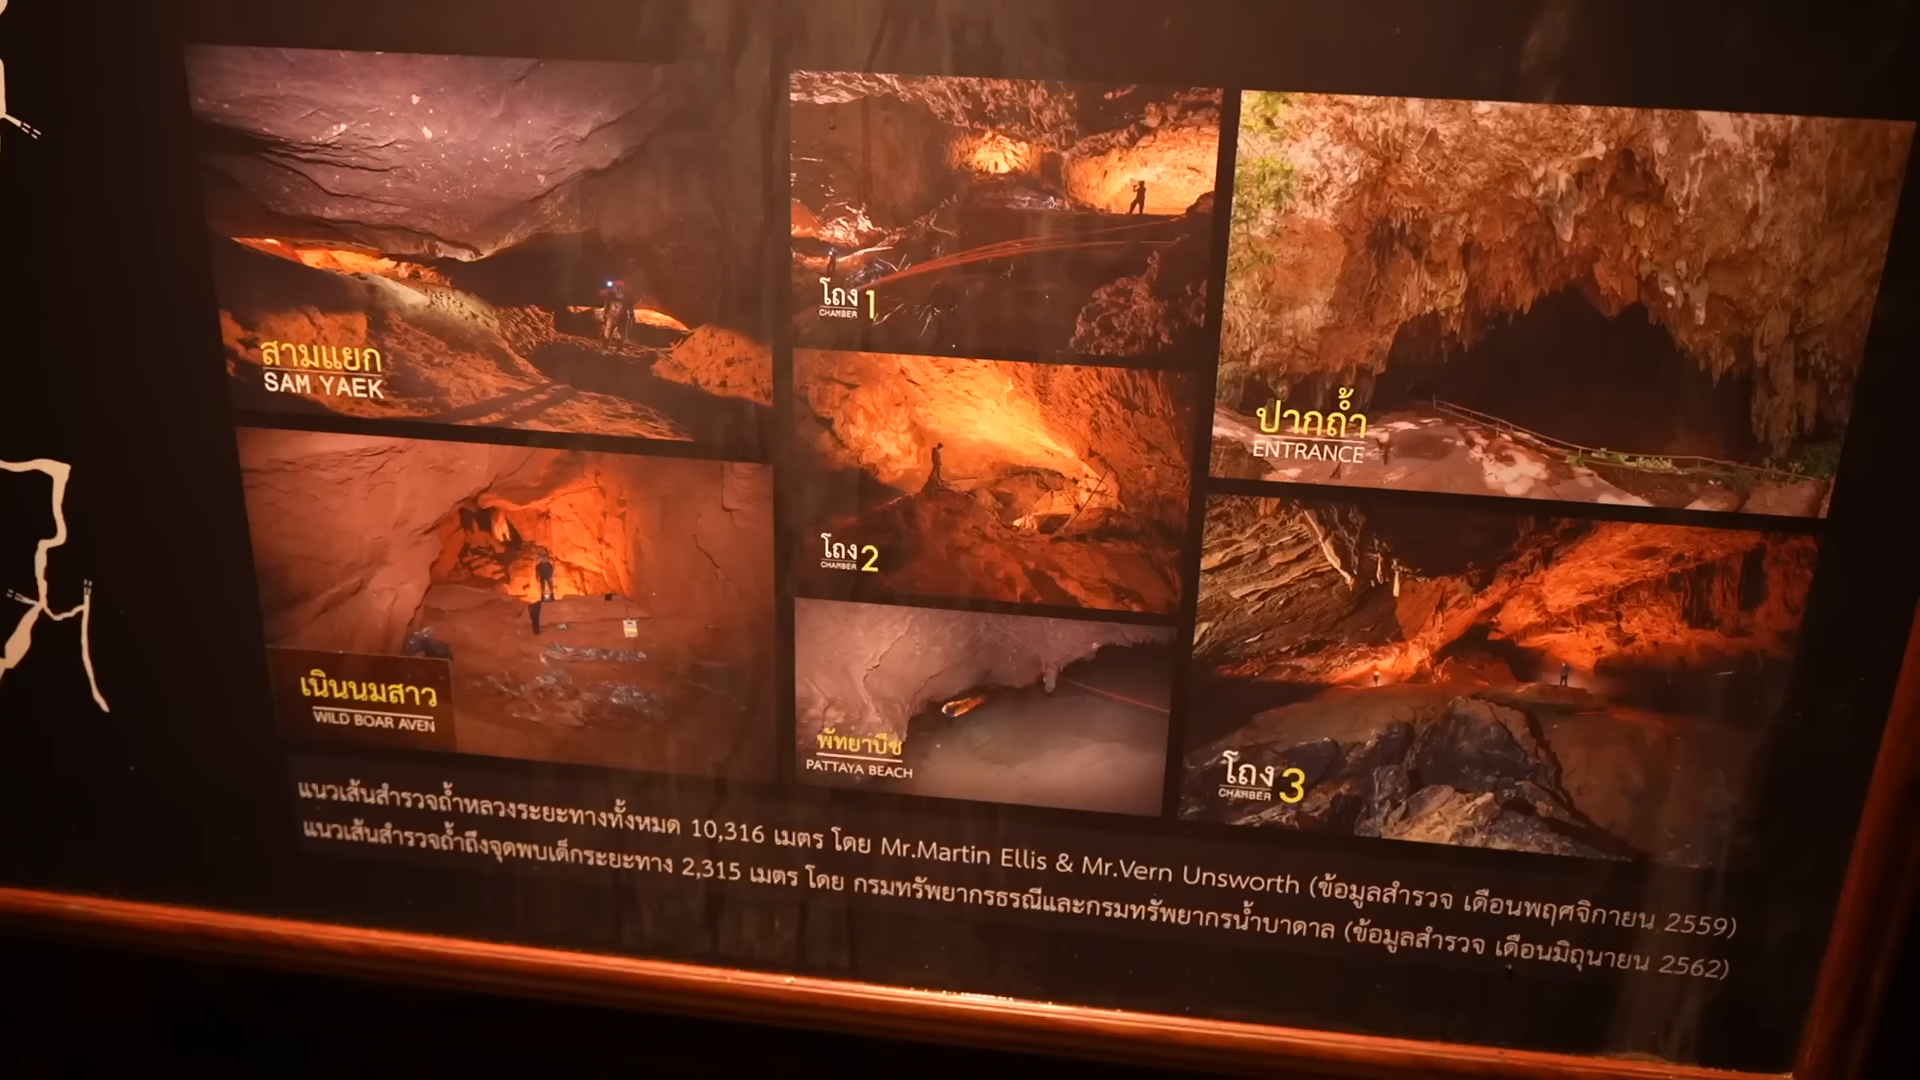 สามแยก
SAM YAEK
โถง 1
CHAMBER
ปากถ้ำ
ENTRANCE
โถง 2
CHAMBER
เนินนมสาว
WILD BOAR AVEN
พัทยาบีช
PATTAYA BEACH
โถง 3
CHAMBER
แนวเส้นสำรวจถ้ำหลวงระยะทางทั้งหมด 10,316 เมตร โดย Mr.Martin Ellis & Mr.Vern Unsworth (ข้อมูลสำรวจ เดือนพฤศจิกายน 2559)
แนวเส้นสำรวจถ้ำถึงจุดพบเด็กระยะทาง 2,315 เมตร โดย กรมทรัพยากรธรณีและกรมทรัพยากรน้ำบาดาล (ข้อมูลสำรวจ เดือนมิถุนายน 2562)